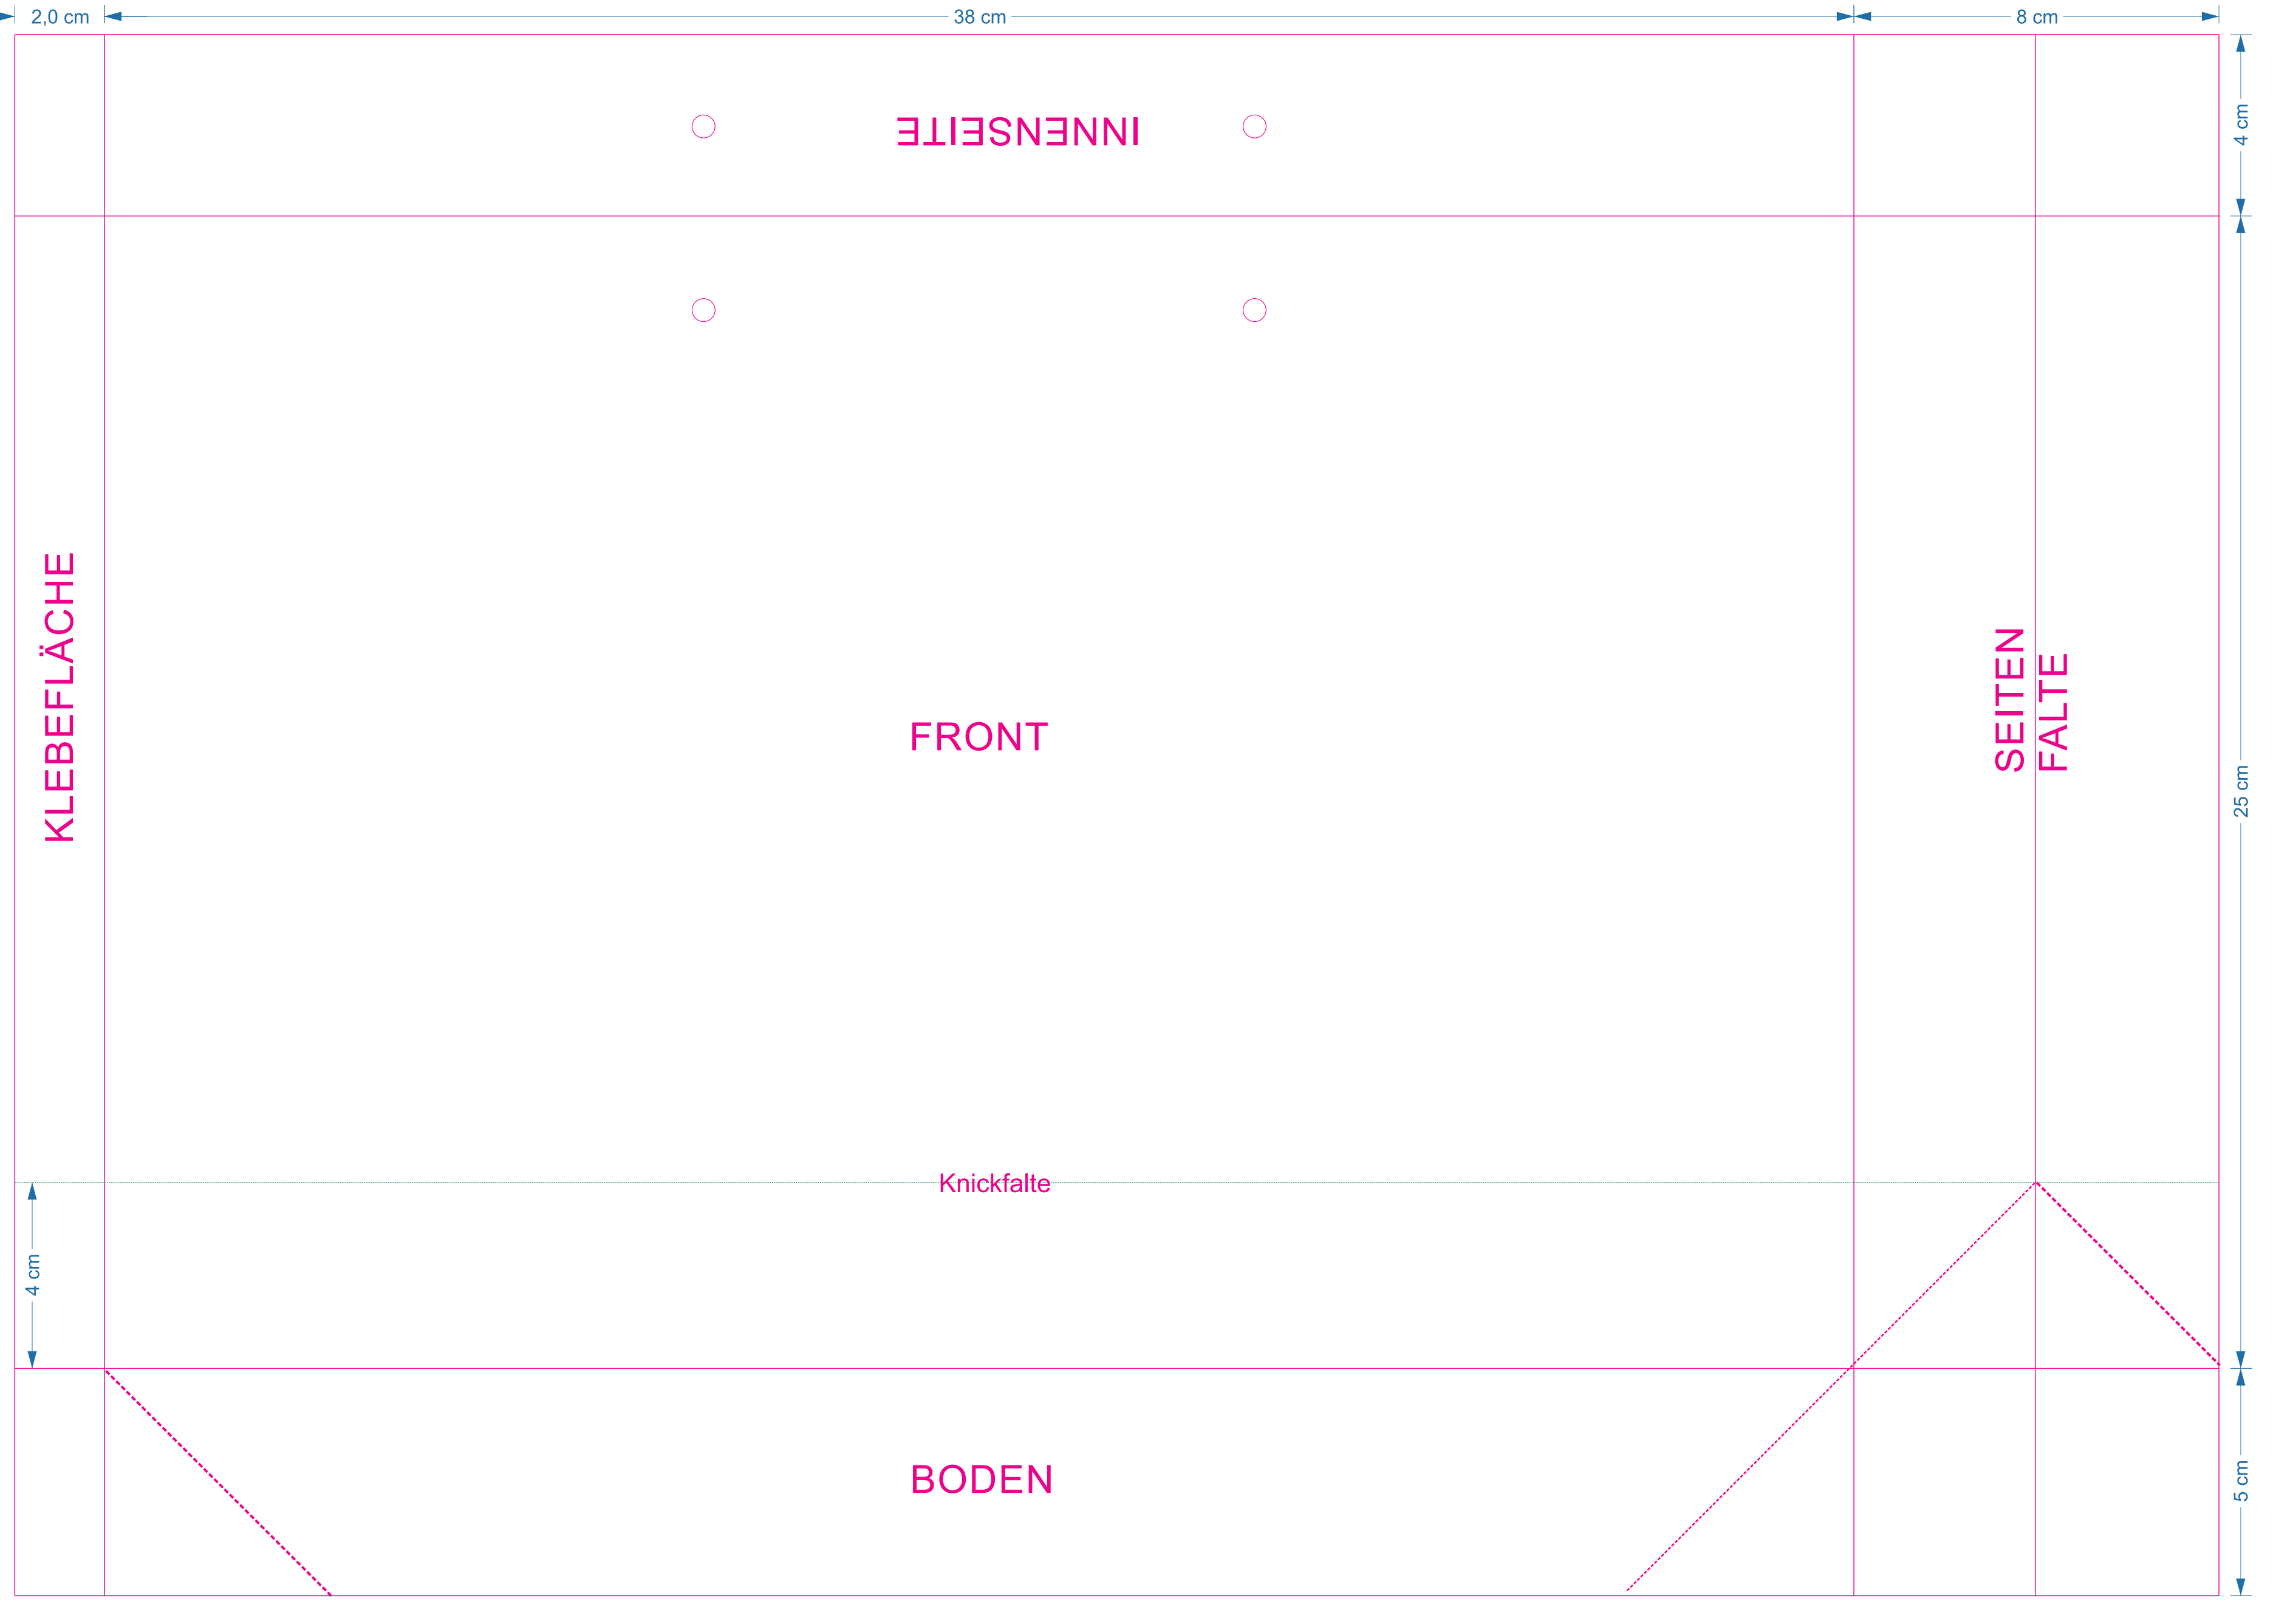 2,0 cm
38 cm
8 cm
INNENSEITE
4 cm
KLEBEFLÄCHE
FRONT
SEITEN
FALTE
25 cm
Knickfalte
4 cm
BODEN
5 cm